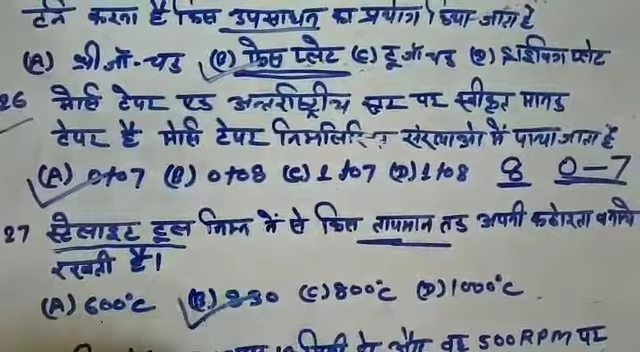 टर्न करना है किस उपसाधन का प्रयोग किया जाता है
(A) थ्री जॉ-चक (B) फेस प्लेट (C) टू जॉ चक (D) ड्राइविंग प्लेट
26 मोर्स टेपर एक अन्तर्राष्ट्रीय स्तर पर स्वीकृत मानक
टेपर है मोर्स टेपर निम्नलिखित संख्याओ में पाया जाता है
(A) 0 to 7 (B) 0 to 8 (C) 1 to 7 (D) 1 to 8 8 0-7
27 स्टेलाइट टूल निम्न में से किस तापमान तक अपनी कठोरता बनाये
रखती है।
(A) 600°C (B) 930 (C) 800°C (D) 1000°C
500 RPM पर